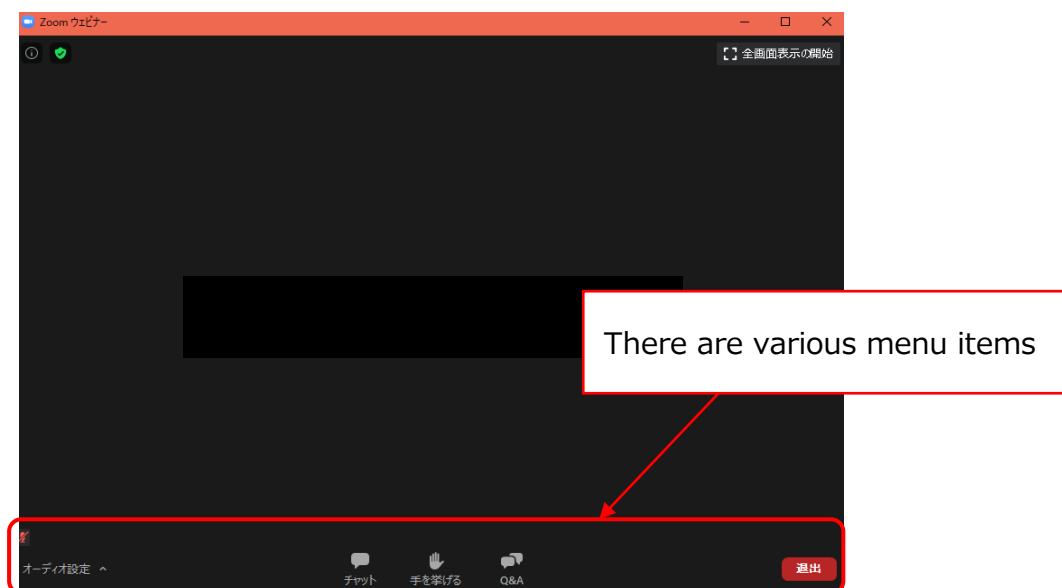 Zoom ウェビナー
全画面表示の開始
There are various menu items
オーディオ設定
チャット
手を挙げる
Q&A
退出